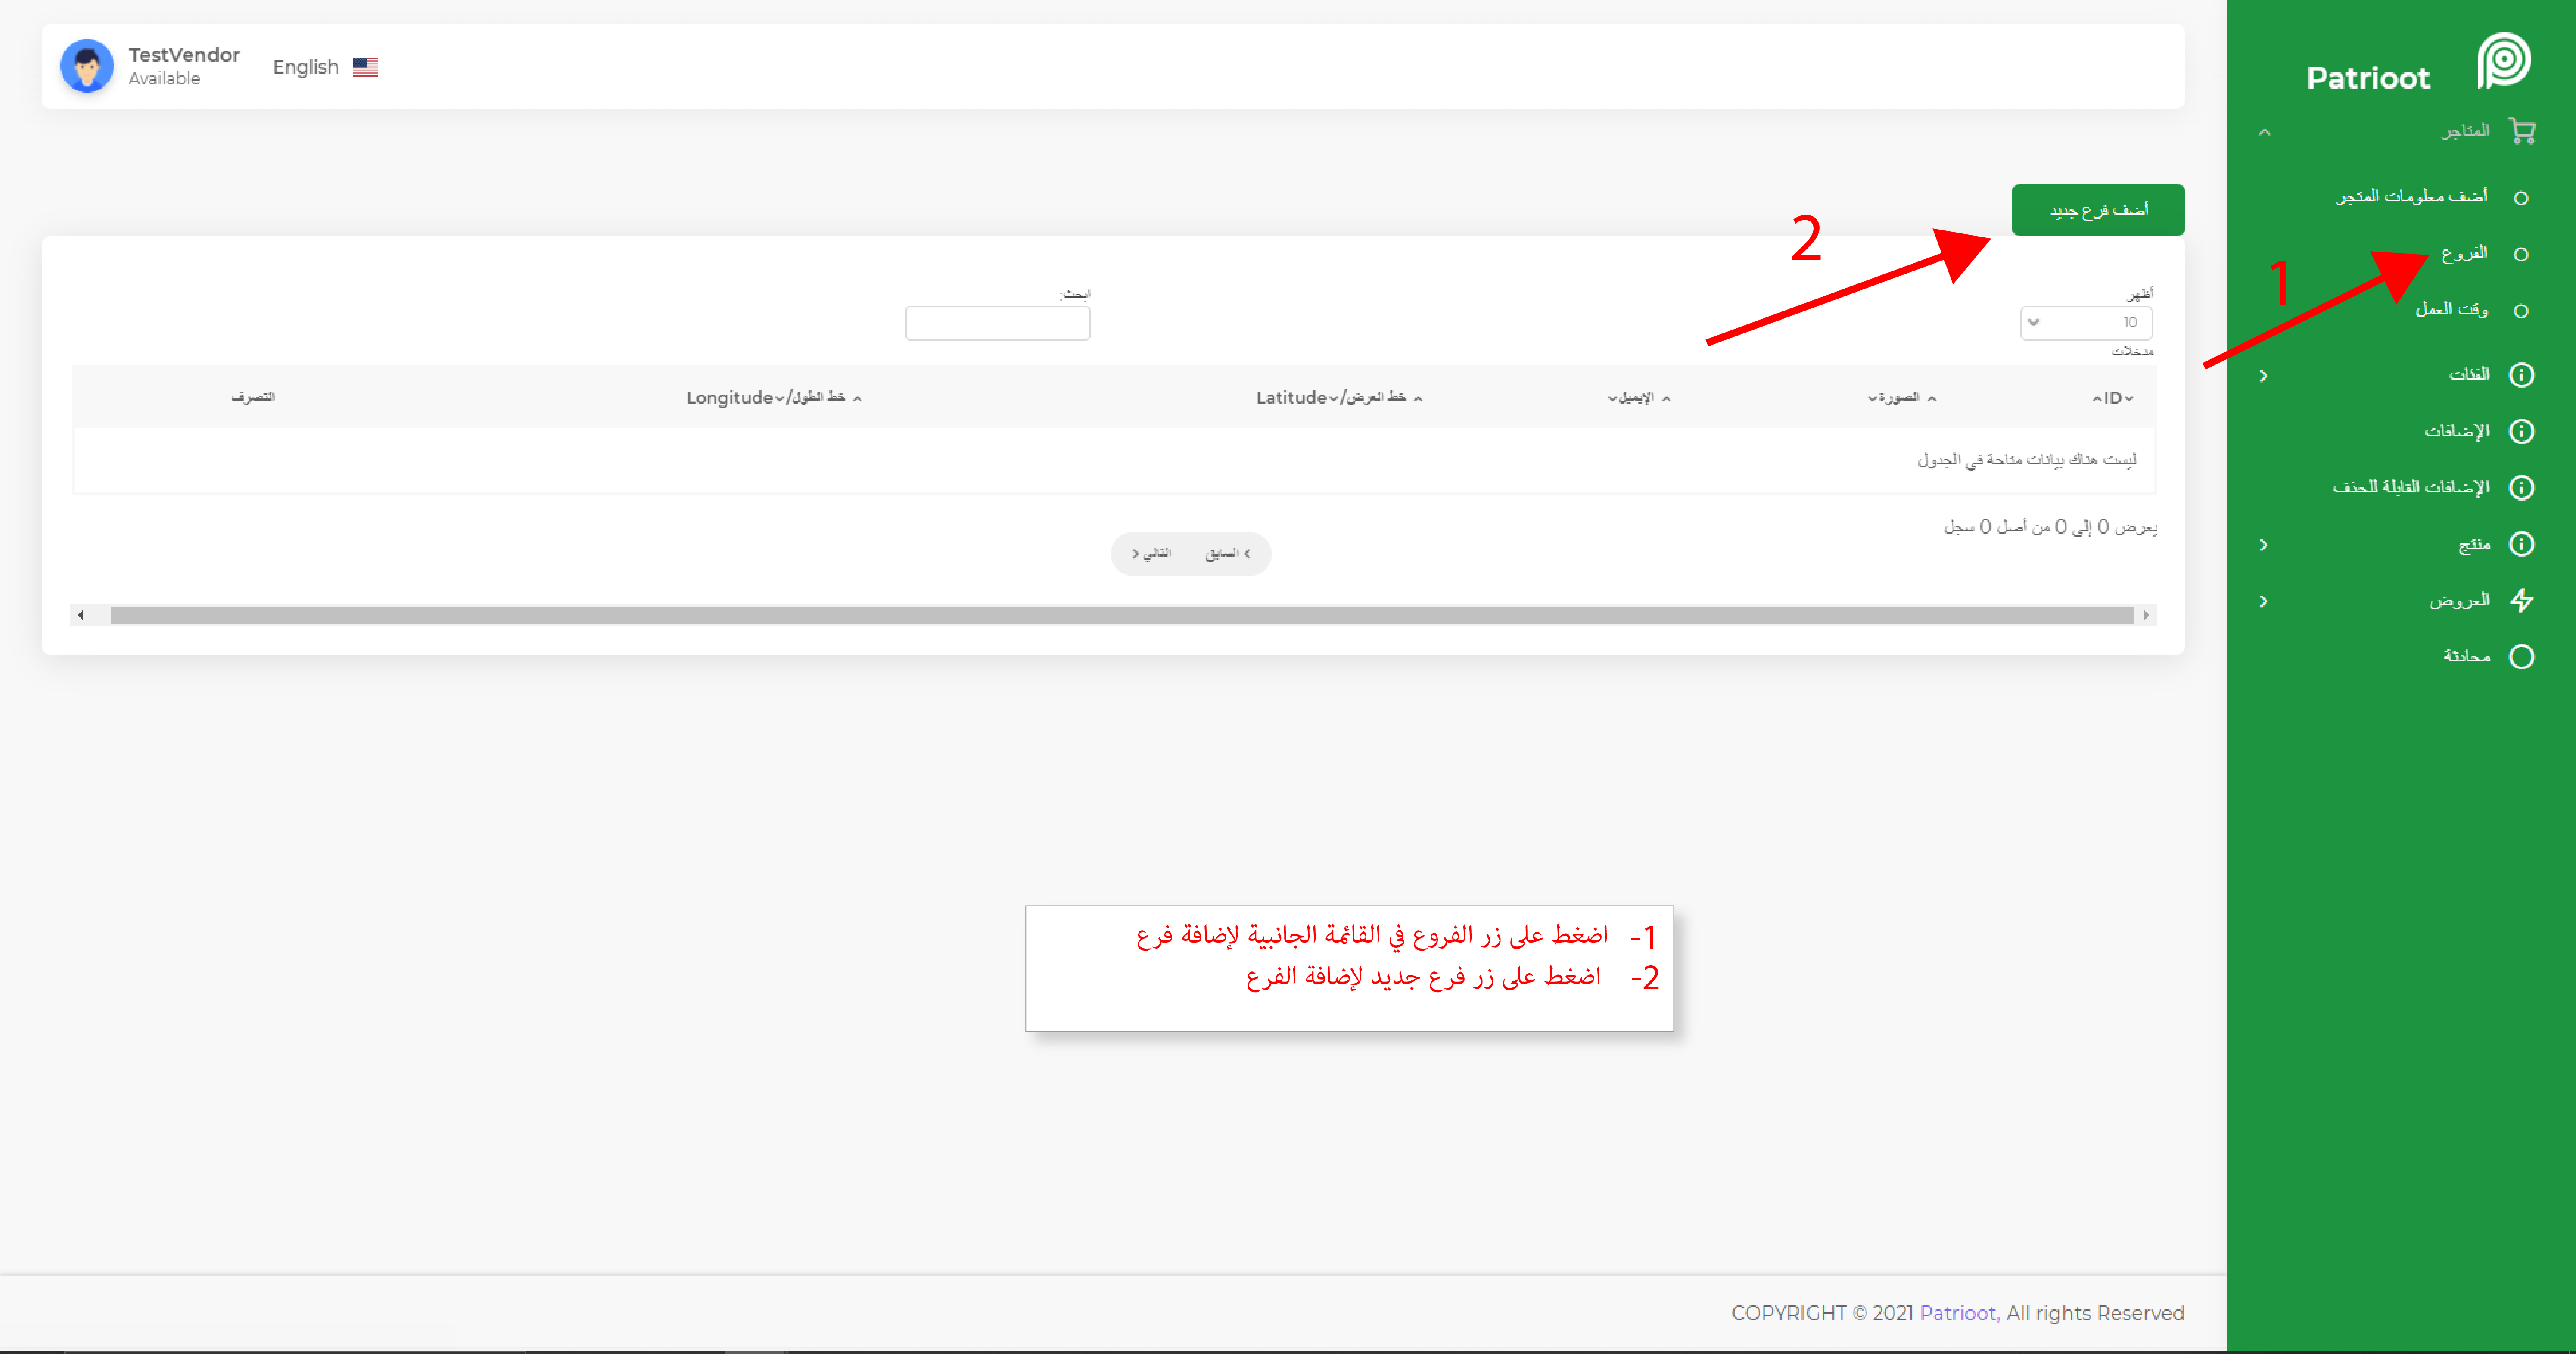 TestVendor
Available
English
Patrioot
المتاجر
أضف معلومات المتجر
الفروع
وقت العمل
الفئات
الإضافات
الإضافات القابلة للحذف
منتج
العروض
محادثة
أضف فرع جديد
1
2
أظهر
10
مدخلات
ابحث:
ID
الصورة
الإيميل
خط العرض/Latitude
خط الطول/Longitude
التصرف
ليست هناك بيانات متاحة في الجدول
يعرض 0 إلى 0 من أصل 0 سجل
السابق التالي
1- اضغط على زر الفروع في القائمة الجانبية لإضافة فرع
2- اضغط على زر فرع جديد لإضافة الفرع
COPYRIGHT © 2021 Patrioot, All rights Reserved